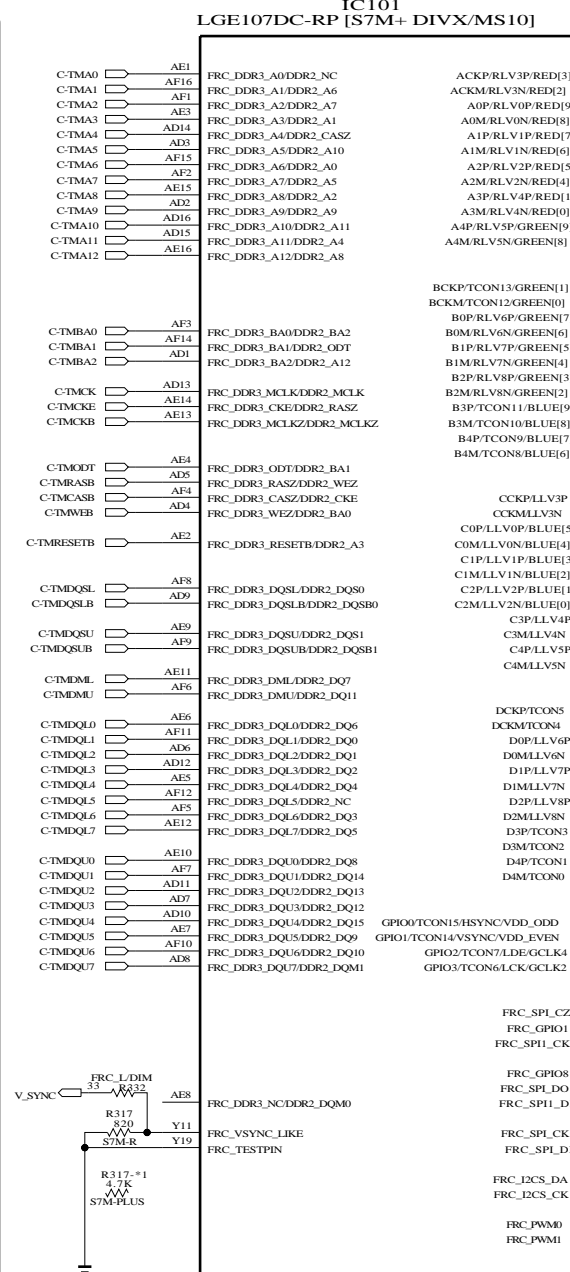 IC101
LGE107DC-RP [S7M+ DIVX/MS10]
C-TMA0 AE1 FRC_DDR3_A0/DDR2_NC ACKP/RLV3P/RED[3]
C-TMA1 AF16 FRC_DDR3_A1/DDR2_A6 ACKM/RLV3N/RED[2]
C-TMA2 AF1 FRC_DDR3_A2/DDR2_A7 A0P/RLV0P/RED[9
C-TMA3 AE3 FRC_DDR3_A3/DDR2_A1 A0M/RLV0N/RED[8]
C-TMA4 AD14 FRC_DDR3_A4/DDR2_CASZ A1P/RLV1P/RED[7
C-TMA5 AD3 FRC_DDR3_A5/DDR2_A10 A1M/RLV1N/RED[6]
C-TMA6 AF15 FRC_DDR3_A6/DDR2_A0 A2P/RLV2P/RED[5
C-TMA7 AF2 FRC_DDR3_A7/DDR2_A5 A2M/RLV2N/RED[4]
C-TMA8 AE15 FRC_DDR3_A8/DDR2_A2 A3P/RLV4P/RED[1
C-TMA9 AD2 FRC_DDR3_A9/DDR2_A9 A3M/RLV4N/RED[0]
C-TMA10 AD16 FRC_DDR3_A10/DDR2_A11 A4P/RLV5P/GREEN[9]
C-TMA11 AD15 FRC_DDR3_A11/DDR2_A4 A4M/RLV5N/GREEN[8]
C-TMA12 AE16 FRC_DDR3_A12/DDR2_A8
BCKP/TCON13/GREEN[1]
BCKM/TCON12/GREEN[0]
B0P/RLV6P/GREEN[7
C-TMBA0 AF3 FRC_DDR3_BA0/DDR2_BA2 B0M/RLV6N/GREEN[6]
C-TMBA1 AF14 FRC_DDR3_BA1/DDR2_ODT B1P/RLV7P/GREEN[5
C-TMBA2 AD1 FRC_DDR3_BA2/DDR2_A12 B1M/RLV7N/GREEN[4]
B2P/RLV8P/GREEN[3
C-TMCK AD13 FRC_DDR3_MCLK/DDR2_MCLK B2M/RLV8N/GREEN[2]
C-TMCKE AE14 FRC_DDR3_CKE/DDR2_RASZ B3P/TCON11/BLUE[9
C-TMCKB AE13 FRC_DDR3_MCLKZ/DDR2_MCLKZ B3M/TCON10/BLUE[8]
B4P/TCON9/BLUE[7
B4M/TCON8/BLUE[6]
C-TMODT AE4 FRC_DDR3_ODT/DDR2_BA1
C-TMRASB AD5 FRC_DDR3_RASZ/DDR2_WEZ
C-TMCASB AF4 FRC_DDR3_CASZ/DDR2_CKE CCKP/LLV3P
C-TMWEB AD4 FRC_DDR3_WEZ/DDR2_BA0 CCKM/LLV3N
C0P/LLV0P/BLUE[5
C-TMRESETB AE2 FRC_DDR3_RESETB/DDR2_A3 C0M/LLV0N/BLUE[4]
C1P/LLV1P/BLUE[3
C1M/LLV1N/BLUE[2]
C-TMDQSL AF8 FRC_DDR3_DQSL/DDR2_DQS0 C2P/LLV2P/BLUE[1
C-TMDQSLB AD9 FRC_DDR3_DQSLB/DDR2_DQSB0 C2M/LLV2N/BLUE[0]
C3P/LLV4P
C-TMDQSU AE9 FRC_DDR3_DQSU/DDR2_DQS1 C3M/LLV4N
C-TMDQSUB AF9 FRC_DDR3_DQSUB/DDR2_DQSB1 C4P/LLV5P
C4M/LLV5N
C-TMDML AE11 FRC_DDR3_DML/DDR2_DQ7
C-TMDMU AF6 FRC_DDR3_DMU/DDR2_DQ11
DCKP/TCON5
C-TMDQL0 AE6 FRC_DDR3_DQL0/DDR2_DQ6 DCKM/TCON4
C-TMDQL1 AF11 FRC_DDR3_DQL1/DDR2_DQ0 D0P/LLV6P
C-TMDQL2 AD6 FRC_DDR3_DQL2/DDR2_DQ1 D0M/LLV6N
C-TMDQL3 AD12 FRC_DDR3_DQL3/DDR2_DQ2 D1P/LLV7P
C-TMDQL4 AE5 FRC_DDR3_DQL4/DDR2_DQ4 D1M/LLV7N
C-TMDQL5 AF12 FRC_DDR3_DQL5/DDR2_NC D2P/LLV8P
C-TMDQL6 AF5 FRC_DDR3_DQL6/DDR2_DQ3 D2M/LLV8N
C-TMDQL7 AE12 FRC_DDR3_DQL7/DDR2_DQ5 D3P/TCON3
D3M/TCON2
C-TMDQU0 AE10 FRC_DDR3_DQU0/DDR2_DQ8 D4P/TCON1
C-TMDQU1 AF7 FRC_DDR3_DQU1/DDR2_DQ14 D4M/TCON0
C-TMDQU2 AD11 FRC_DDR3_DQU2/DDR2_DQ13
C-TMDQU3 AD7 FRC_DDR3_DQU3/DDR2_DQ12
C-TMDQU4 AD10 FRC_DDR3_DQU4/DDR2_DQ15 GPIO0/TCON15/HSYNC/VDD_ODD
C-TMDQU5 AE7 FRC_DDR3_DQU5/DDR2_DQ9 GPIO1/TCON14/VSYNC/VDD_EVEN
C-TMDQU6 AF10 FRC_DDR3_DQU6/DDR2_DQ10 GPIO2/TCON7/LDE/GCLK4
C-TMDQU7 AD8 FRC_DDR3_DQU7/DDR2_DQM1 GPIO3/TCON6/LCK/GCLK2
FRC_SPI_CZ
FRC_GPIO1
FRC_SPI1_CK
FRC_L/DIM FRC_GPIO8
V_SYNC 33 R332 FRC_SPI_DO
AE8 FRC_DDR3_NC/DDR2_DQM0 FRC_SPI1_D
R317
820 Y11 FRC_VSYNC_LIKE FRC_SPI_CK
S7M-R Y19 FRC_TESTPIN FRC_SPI_D
R317-*1
4.7K FRC_I2CS_DA
S7M-PLUS FRC_I2CS_CK
FRC_PWM0
FRC_PWM1